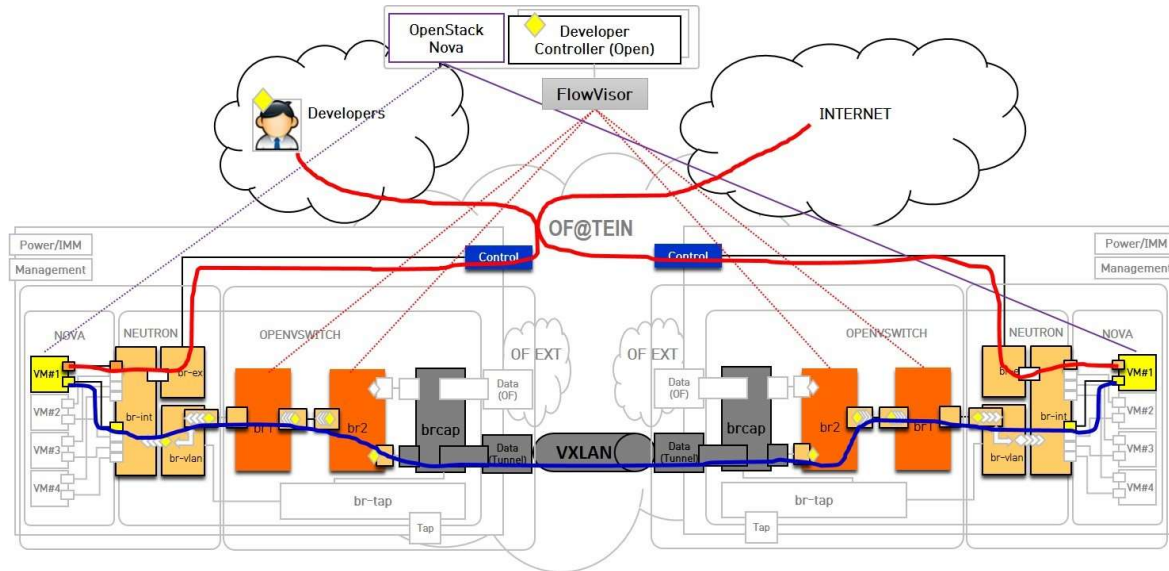 OpenStack
Nova
Developer
Controller (Open)
FlowVisor
Developers
INTERNET
OF@TEIN
Power/IMM
Management
Control
Control
Power/IMM
Management
NOVA
NEUTRON
OPENVSWITCH
OF EXT
OF EXT
OPENVSWITCH
NEUTRON
NOVA
VM#1
VM#2
VM#3
VM#4
br-ex
br-int
br-vlan
br1
br2
brcap
Data
(OF)
Data
(Tunnel)
VXLAN
Data
(OF)
Data
(Tunnel)
brcap
br2
br1
br-int
br-vlan
VM#1
VM#2
VM#3
VM#4
br-tap
Tap
br-tap
Tap